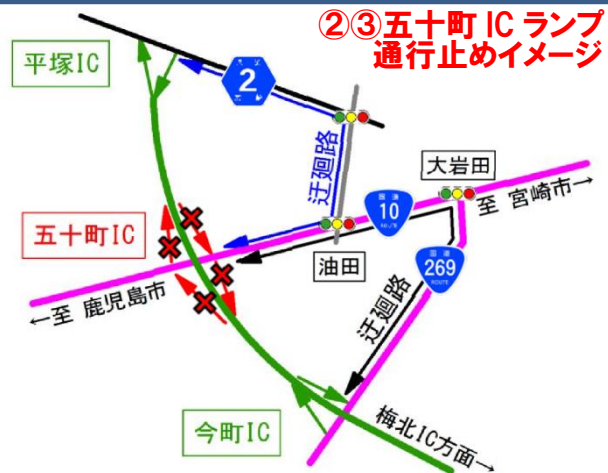 ②③五十町 IC ランプ
通行止めイメージ
平塚IC
2
迂廻路
大岩田
至 宮崎市→
10
ROUTE
五十町IC
油田
269
ROUTE
←至 鹿児島市
迂廻路
今町IC
梅北IC方面→